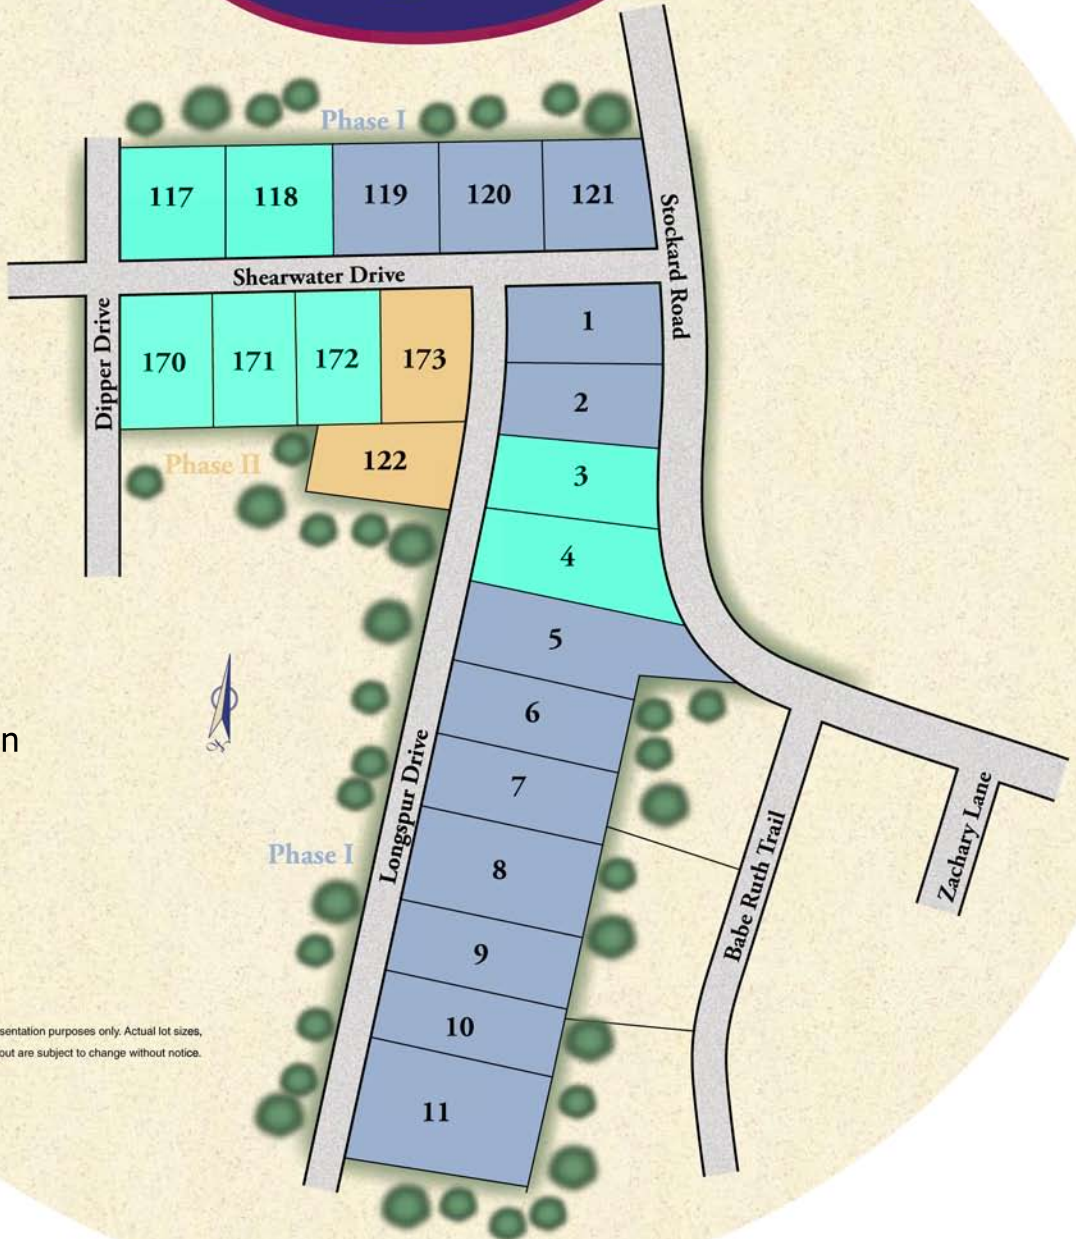 Phase I
117
118
119
120
121
Stockard Road
Shearwater Drive
Dipper Drive
170
171
172
173
1
2
Phase II
122
3
4
5
6
n
Longspur Drive
7
Phase I
8
Babe Ruth Trail
Zachary Lane
9
10
sentation purposes only. Actual lot sizes,
out are subject to change without notice.
11